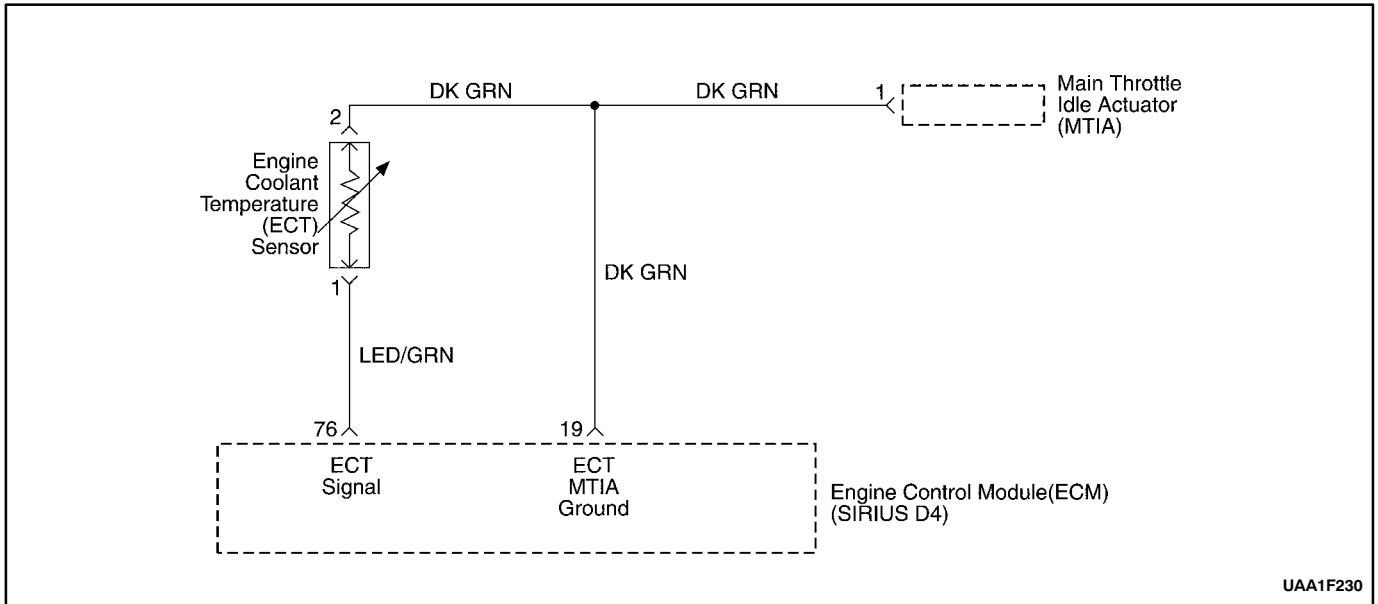 DK GRN
DK GRN
1
Main Throttle
Idle Actuator
(MTIA)
2
Engine
Coolant
Temperature
(ECT)
Sensor
DK GRN
1
LED/GRN
76
19
ECT
Signal
ECT
MTIA
Ground
Engine Control Module(ECM)
(SIRIUS D4)
UAA1F230